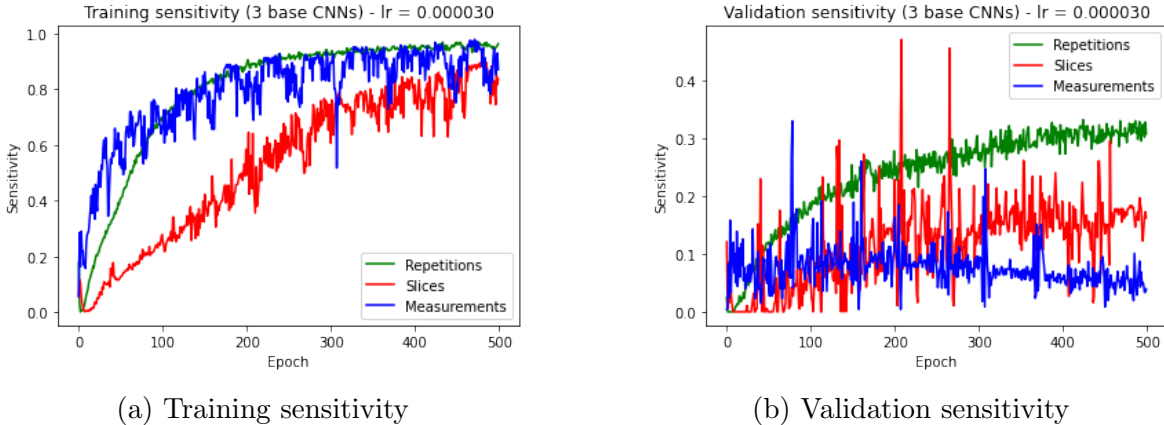 Training sensitivity (3 base CNNs) - lr = 0.000030
1.0
0.8
0.6
0.4
0.2
0.0
Sensitivity
Repetitions
Slices
Measurements
0 100 200 300 400 500
Epoch
(a) Training sensitivity
Validation sensitivity (3 base CNNs) - lr = 0.000030
0.4
0.3
0.2
0.1
0.0
Sensitivity
Repetitions
Slices
Measurements
0 100 200 300 400 500
Epoch
(b) Validation sensitivity